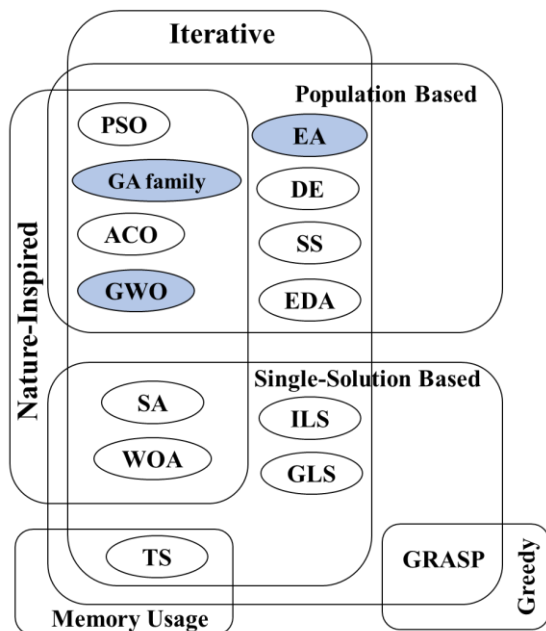 Iterative
Population Based
PSO
EA
GA family
DE
ACO
SS
GWO
EDA
Nature-Inspired
Single-Solution Based
SA
ILS
WOA
GLS
TS
GRASP
Greedy
Memory Usage